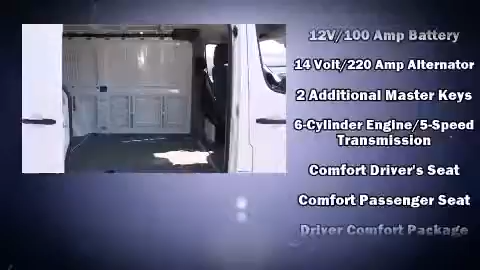 12V/100 Amp Battery
14 Volt/220 Amp Alternator
2 Additional Master Keys
6-Cylinder Engine/5-Speed
Transmission
Comfort Driver's Seat
Comfort Passenger Seat
Driver Comfort Package